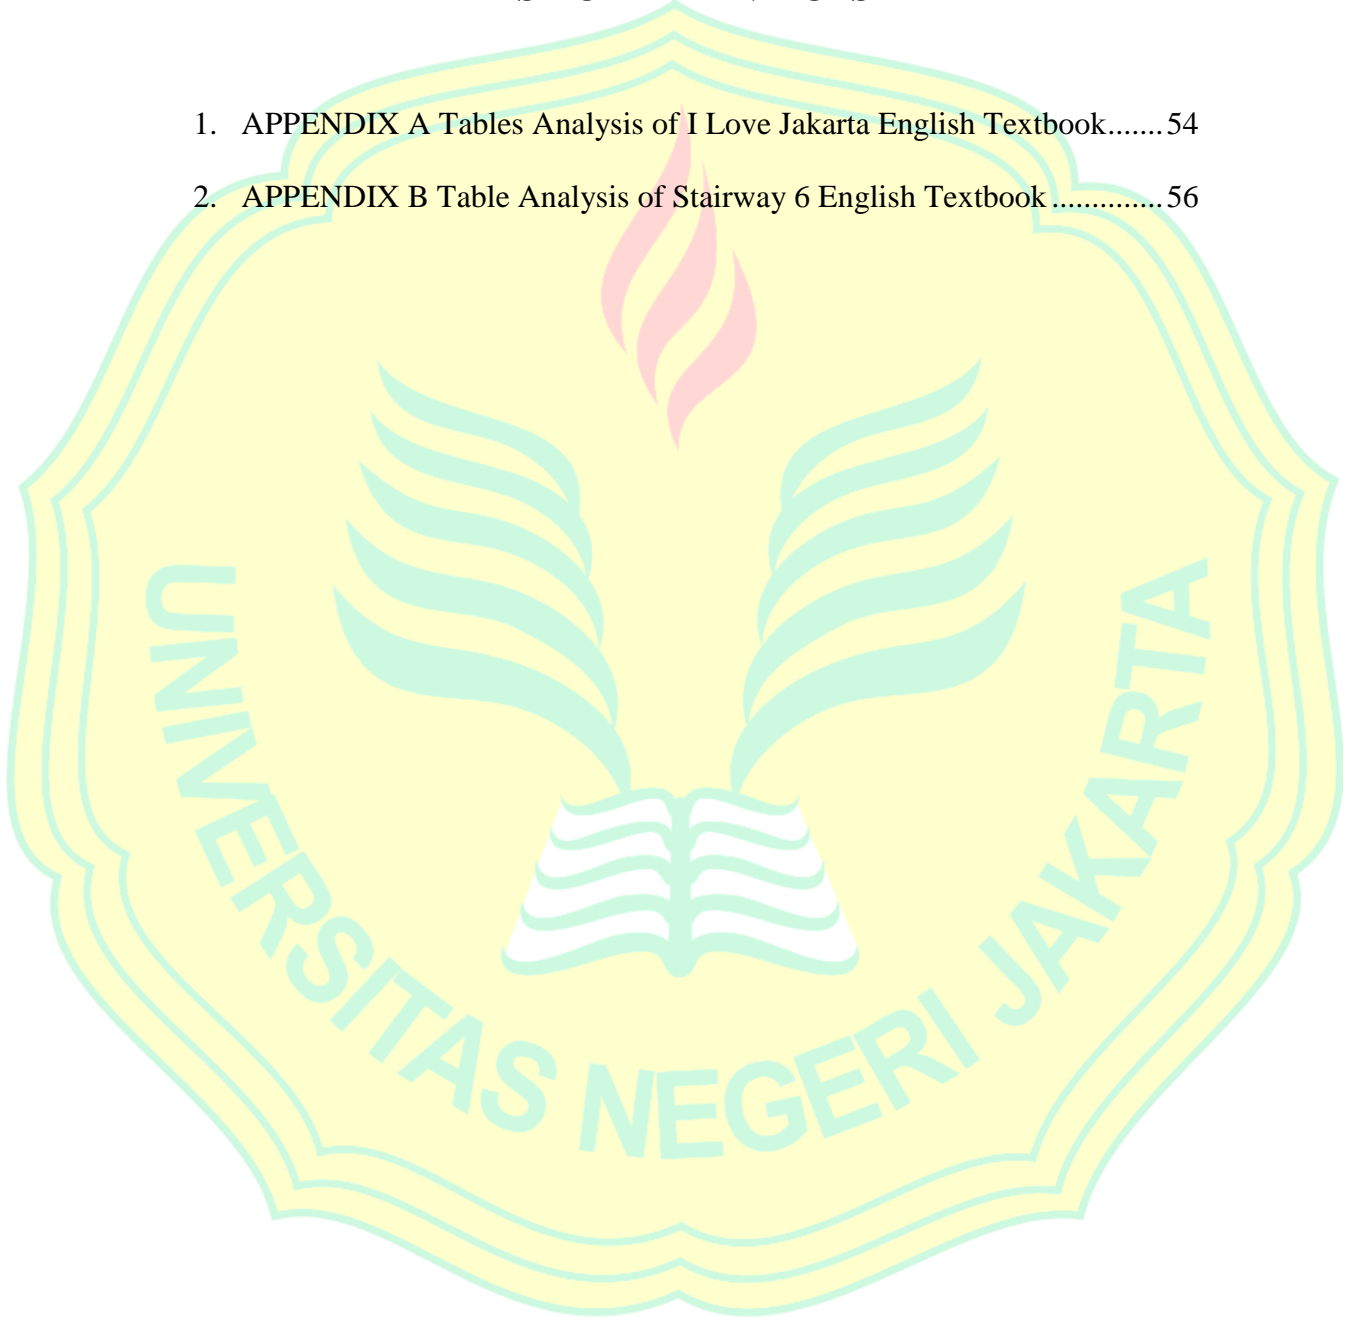 1. APPENDIX A Tables Analysis of I Love Jakarta English Textbook.......54
2. APPENDIX B Table Analysis of Stairway 6 English Textbook..............56
UNIVERSITAS NEGERI JAKARTA